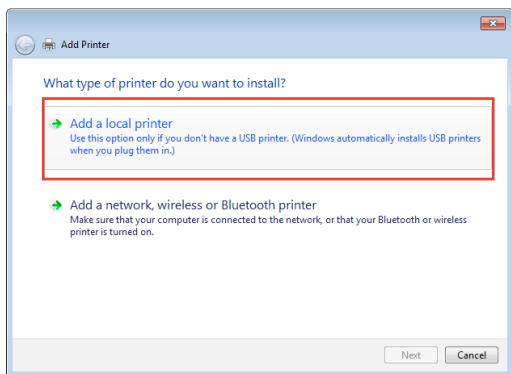 Add Printer
What type of printer do you want to install?
Add a local printer
Use this option only if you don't have a USB printer. (Windows automatically installs USB printers
when you plug them in.)
Add a network, wireless or Bluetooth printer
Make sure that your computer is connected to the network, or that your Bluetooth or wireless
printer is turned on.
Next Cancel